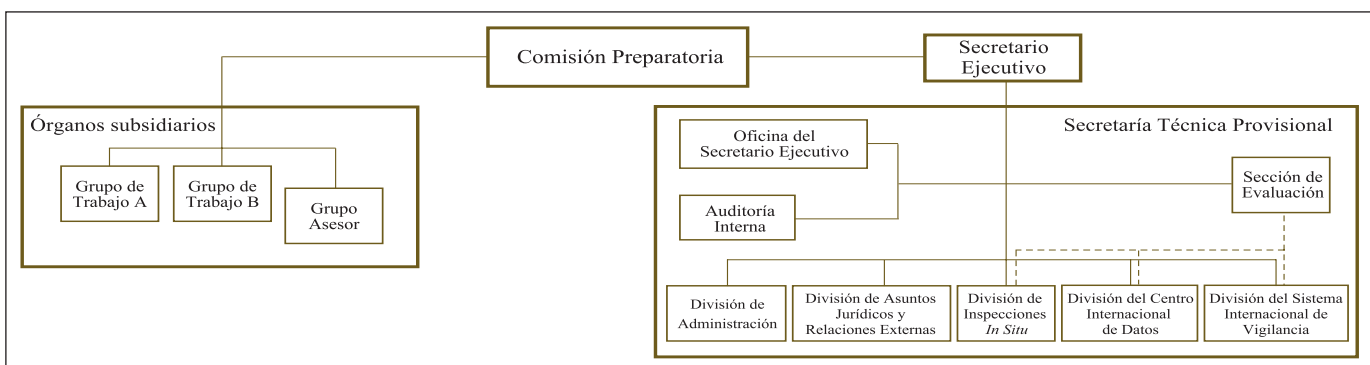 Comisión Preparatoria
Secretario
Ejecutivo
Órganos subsidiarios
Grupo de
Trabajo A
Grupo de
Trabajo B
Grupo
Asesor
Secretaría Técnica Provisional
Oficina del
Secretario Ejecutivo
Auditoría
Interna
Sección de
Evaluación
División de
Administración
División de Asuntos
Jurídicos y
Relaciones Externas
División de
Inspecciones
In Situ
División del Centro
Internacional
de Datos
División del Sistema
Internacional de
Vigilancia